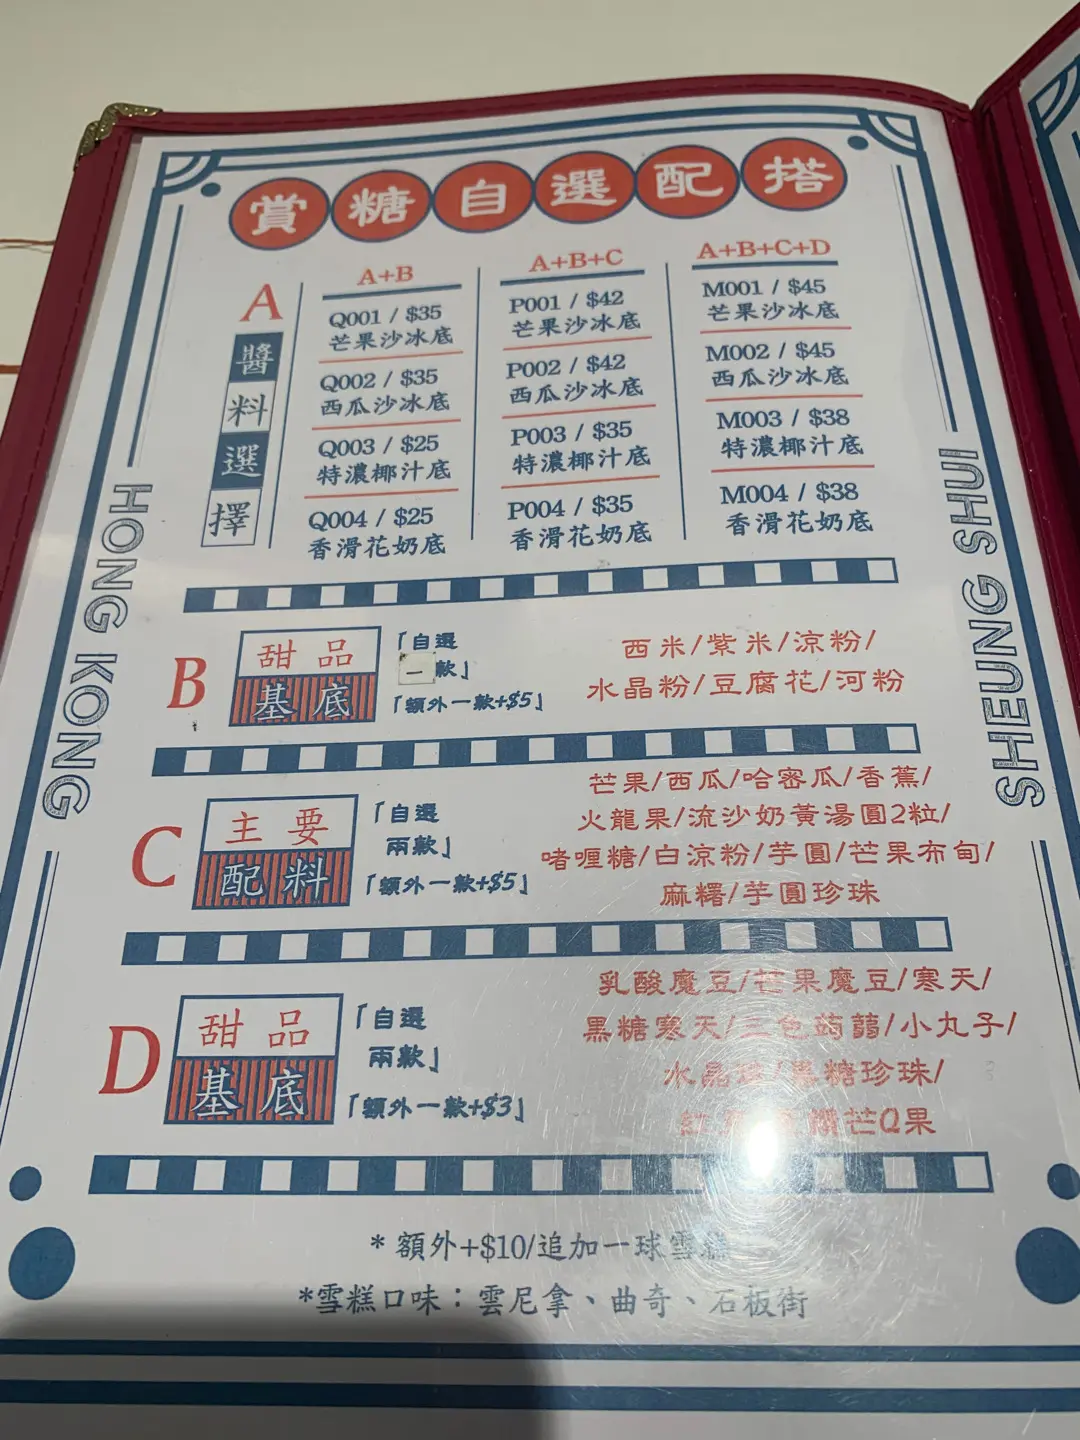 賞糖自選配搭
A
醬料選擇
A+B
Q001 / $35
芒果沙冰底
Q002 / $35
西瓜沙冰底
Q003 / $25
特濃椰汁底
Q004 / $25
香滑花奶底
A+B+C
P001 / $42
芒果沙冰底
P002 / $42
西瓜沙冰底
P003 / $35
特濃椰汁底
P004 / $35
香滑花奶底
A+B+C+D
M001 / $45
芒果沙冰底
M002 / $45
西瓜沙冰底
M003 / $38
特濃椰汁底
M004 / $38
香滑花奶底
HONG KONG
SHEUNG SHUI
B
甜品
基底
「自選
一款」
「額外一款+$5」
西米/紫米/涼粉/
水晶粉/豆腐花/河粉
C
主要
配料
「自選
兩款」
「額外一款+$5」
芒果/西瓜/哈密瓜/香蕉/
火龍果/流沙奶黃湯圓2粒/
啫喱糖/白涼粉/芋圓/芒果布甸/
麻糬/芋圓珍珠
D
甜品
基底
「自選
兩款」
「額外一款+$3」
乳酸魔豆/芒果魔豆/寒天/
黑糖寒天/三色蒟蒻/小丸子/
水晶 /黑糖珍珠/
紅 芒Q果
* 額外+$10/追加一球雪糕
*雪糕口味：雲尼拿、曲奇、石板街